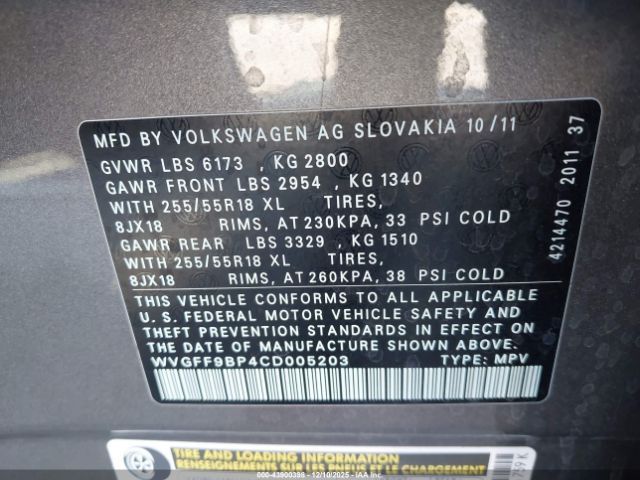 MFD BY VOLKSWAGEN AG SLOVAKIA 10/11
GVWR LBS 6173 , KG 2800
GAWR FRONT LBS 2954 , KG 1340
WITH 255/55R18 XL TIRES,
8JX18 RIMS, AT 230KPA, 33 PSI COLD
GAWR REAR LBS 3329 , KG 1510
WITH 255/55R18 XL TIRES,
8JX18 RIMS, AT 260KPA, 38 PSI COLD
THIS VEHICLE CONFORMS TO ALL APPLICABLE
U.S. FEDERAL MOTOR VEHICLE SAFETY AND
THEFT PREVENTION STANDARDS IN EFFECT ON
THE DATE OF MANUFACTURE SHOWN ABOVE.
WVGFF9BP4CD005203 TYPE: MPV
4214470 2011 37
TIRE AND LOADING INFORMATION
RENSEIGNEMENTS SUR LES PNEUS ET LE CHARGEMENT
759 K
000-43900398 - 12/10/2025 - IAAI.COM